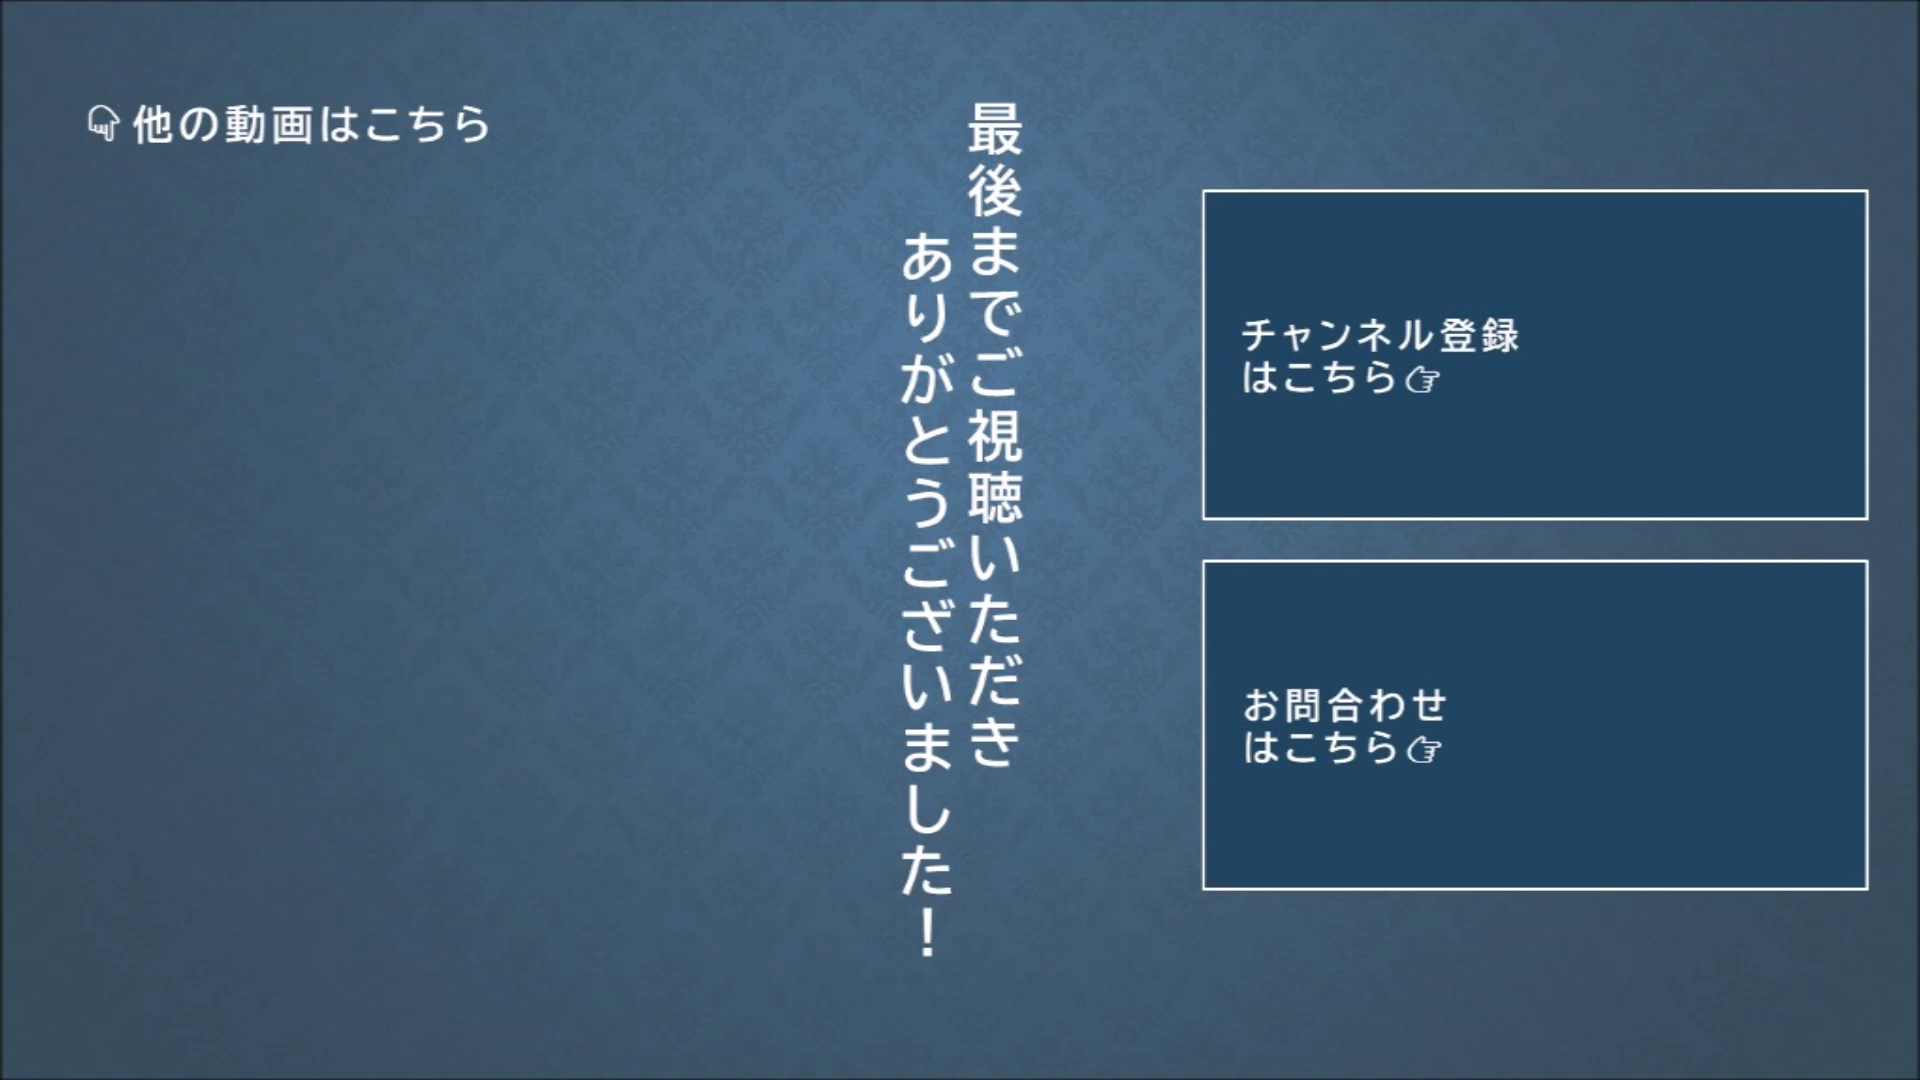 ☟他の動画はこちら
最後までご視聴いただき
ありがとうございました！
チャンネル登録
はこちら☞
お問合わせ
はこちら☞